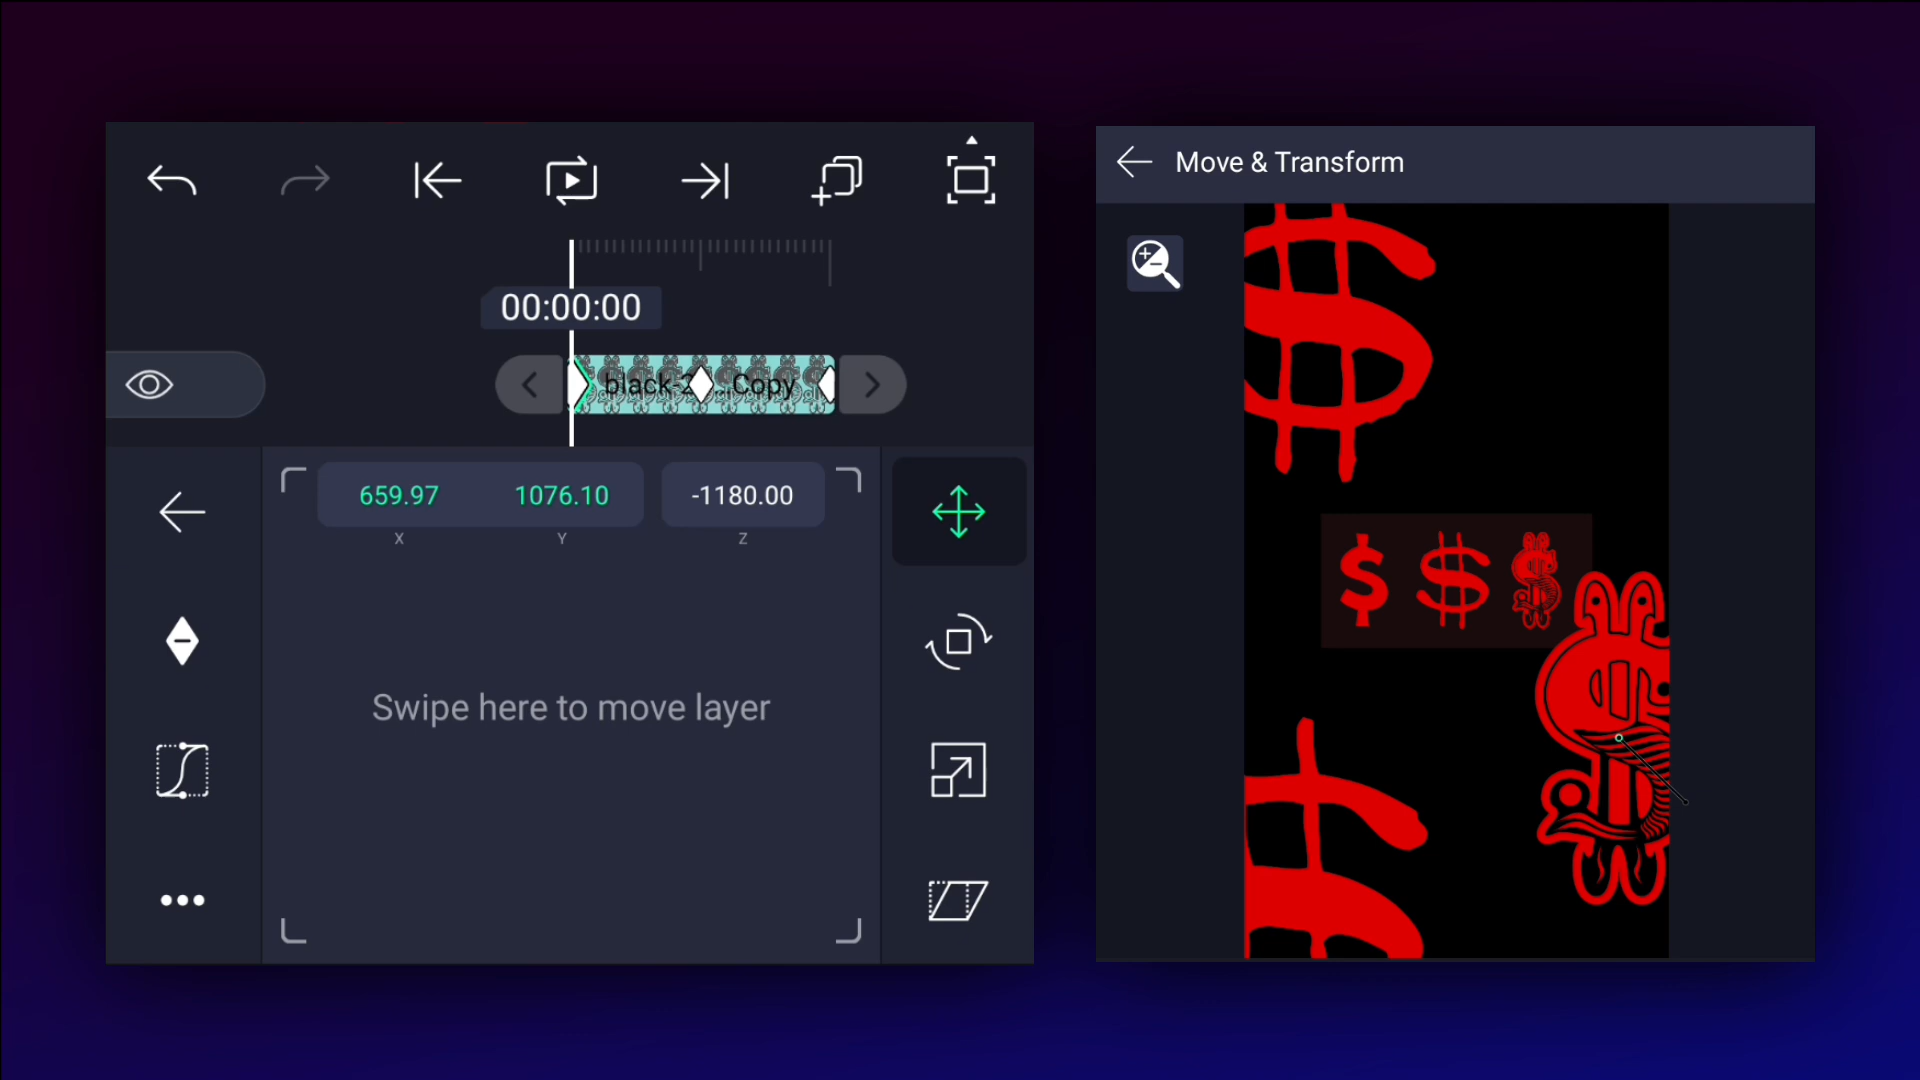 00:00:00
black-2...Copy
659.97 1076.10 -1180.00
X Y Z
Swipe here to move layer
Move & Transform
$ $ $